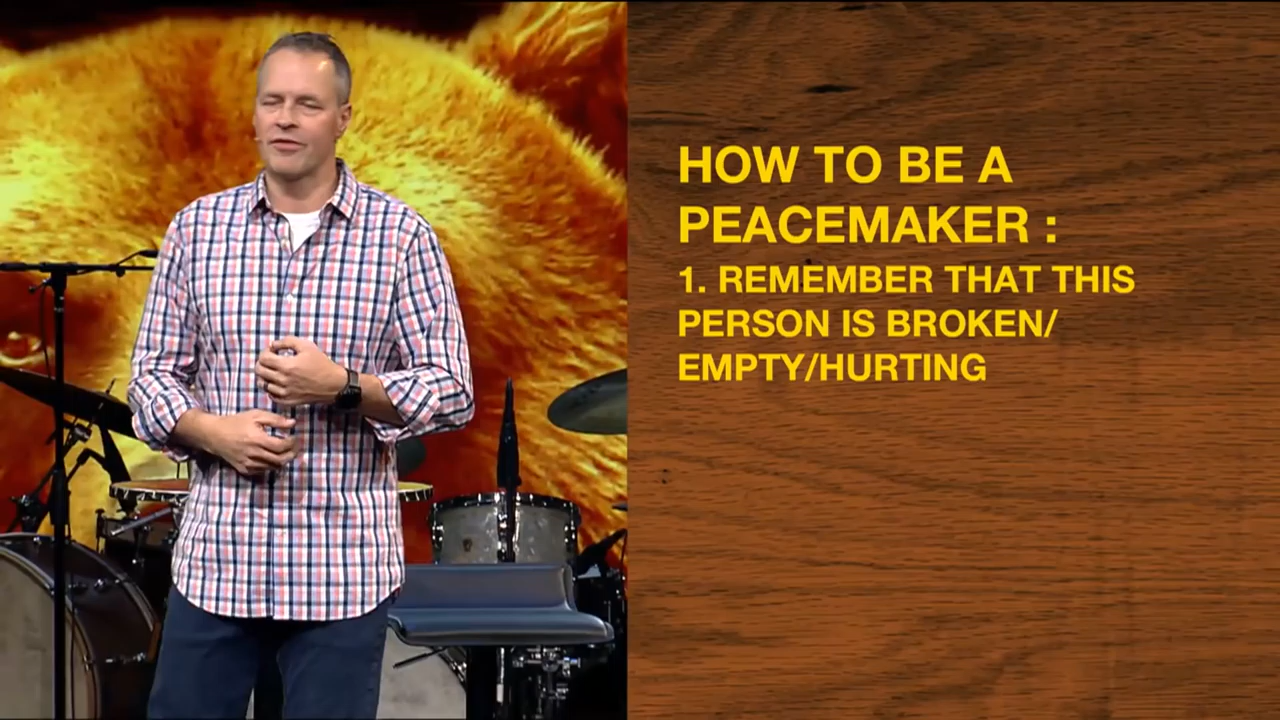 HOW TO BE A
PEACEMAKER :
1. REMEMBER THAT THIS
PERSON IS BROKEN/
EMPTY/HURTING